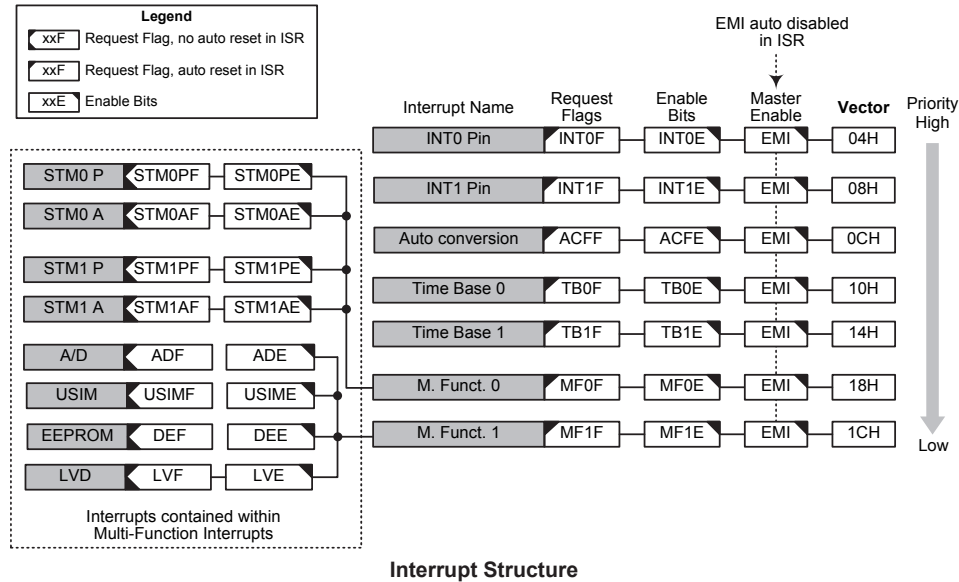 Legend
xxF Request Flag, no auto reset in ISR
xxF Request Flag, auto reset in ISR
xxE Enable Bits
EMI auto disabled
in ISR
Interrupt Name Request Flags Enable Bits Master Enable Vector Priority
High
INT0 Pin INT0F INT0E EMI 04H
INT1 Pin INT1F INT1E EMI 08H
Auto conversion ACFF ACFE EMI 0CH
Time Base 0 TB0F TB0E EMI 10H
Time Base 1 TB1F TB1E EMI 14H
M. Funct. 0 MF0F MF0E EMI 18H
M. Funct. 1 MF1F MF1E EMI 1CH
Low
STM0 P STM0PF STM0PE
STM0 A STM0AF STM0AE
STM1 P STM1PF STM1PE
STM1 A STM1AF STM1AE
A/D ADF ADE
USIM USIMF USIME
EEPROM DEF DEE
LVD LVF LVE
Interrupts contained within
Multi-Function Interrupts
Interrupt Structure